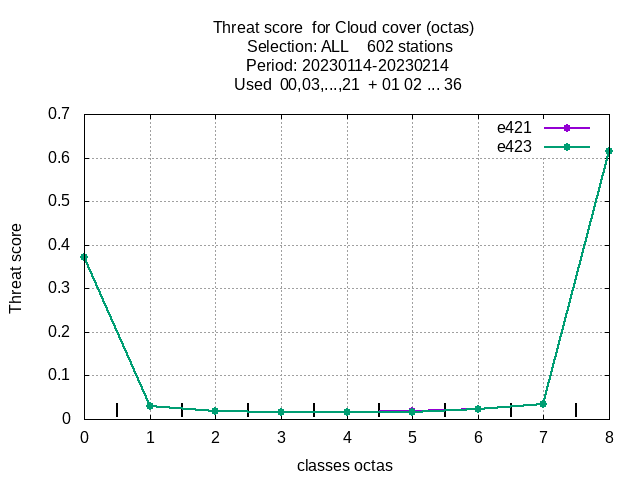 Threat score  for Cloud cover (octas)
Selection: ALL    602 stations
Period: 20230114-20230214
Used  00,03,...,21  + 01 02 ... 36
0.7
0.6
0.5
0.4
0.3
0.2
0.1
0
Threat score
e421
e423
0 1 2 3 4 5 6 7 8
classes octas